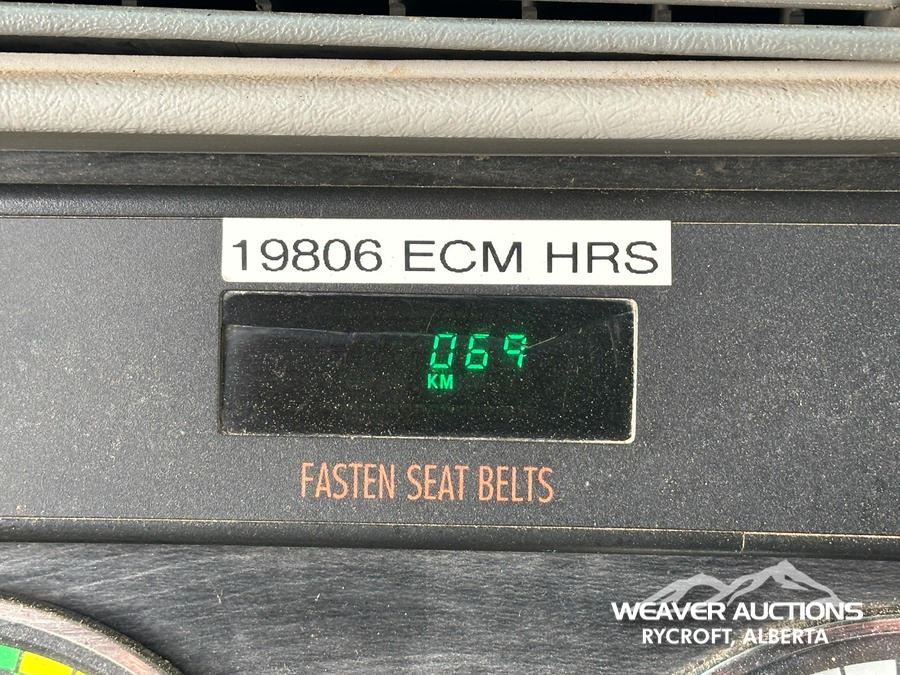 19806 ECM HRS
069
KM
FASTEN SEAT BELTS
WEAVER AUCTIONS
RYCROFT, ALBERTA